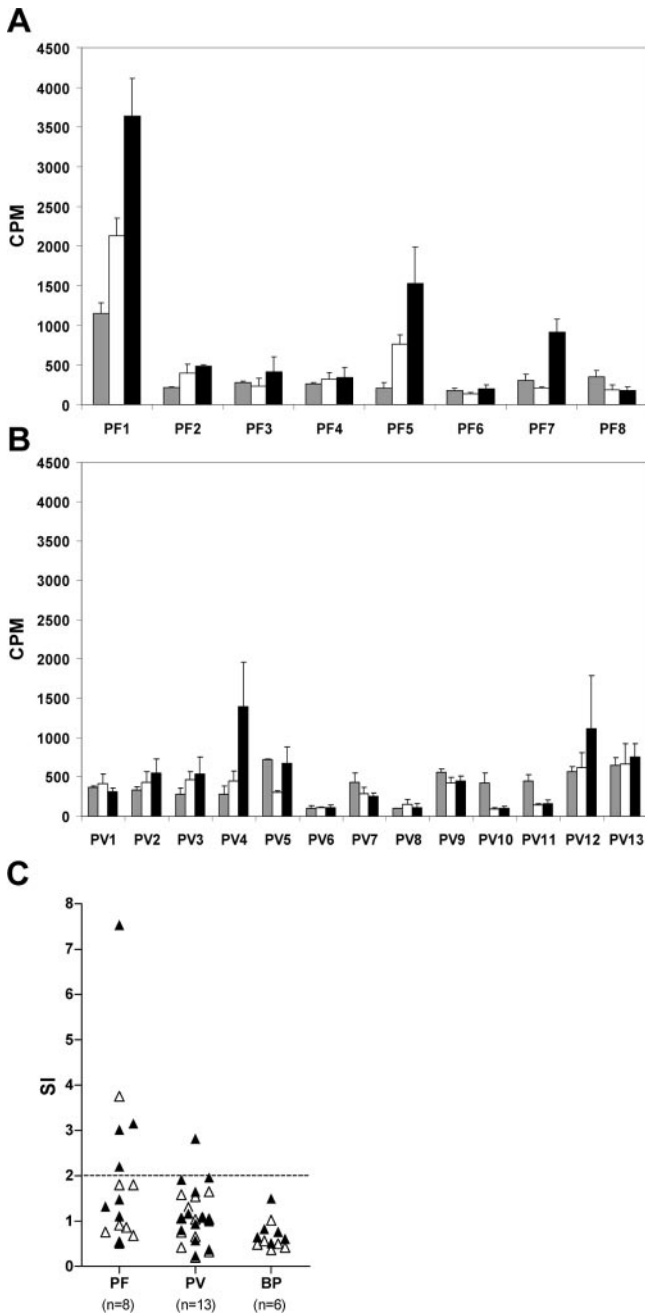 A
4500
4000
3500
3000
2500
2000
1500
1000
500
0
CPM
PF1 PF2 PF3 PF4 PF5 PF6 PF7 PF8
B
4500
4000
3500
3000
2500
2000
1500
1000
500
0
CPM
PV1 PV2 PV3 PV4 PV5 PV6 PV7 PV8 PV9 PV10 PV11 PV12 PV13
C
8
7
6
5
4
3
2
1
0
SI
PF PV BP
(n=8) (n=13) (n=6)